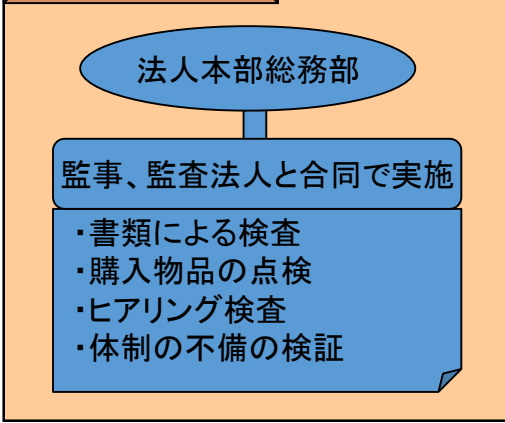 法人本部総務部
監事、監査法人と合同で実施
・書類による検査
・購入物品の点検
・ヒアリング検査
・体制の不備の検証